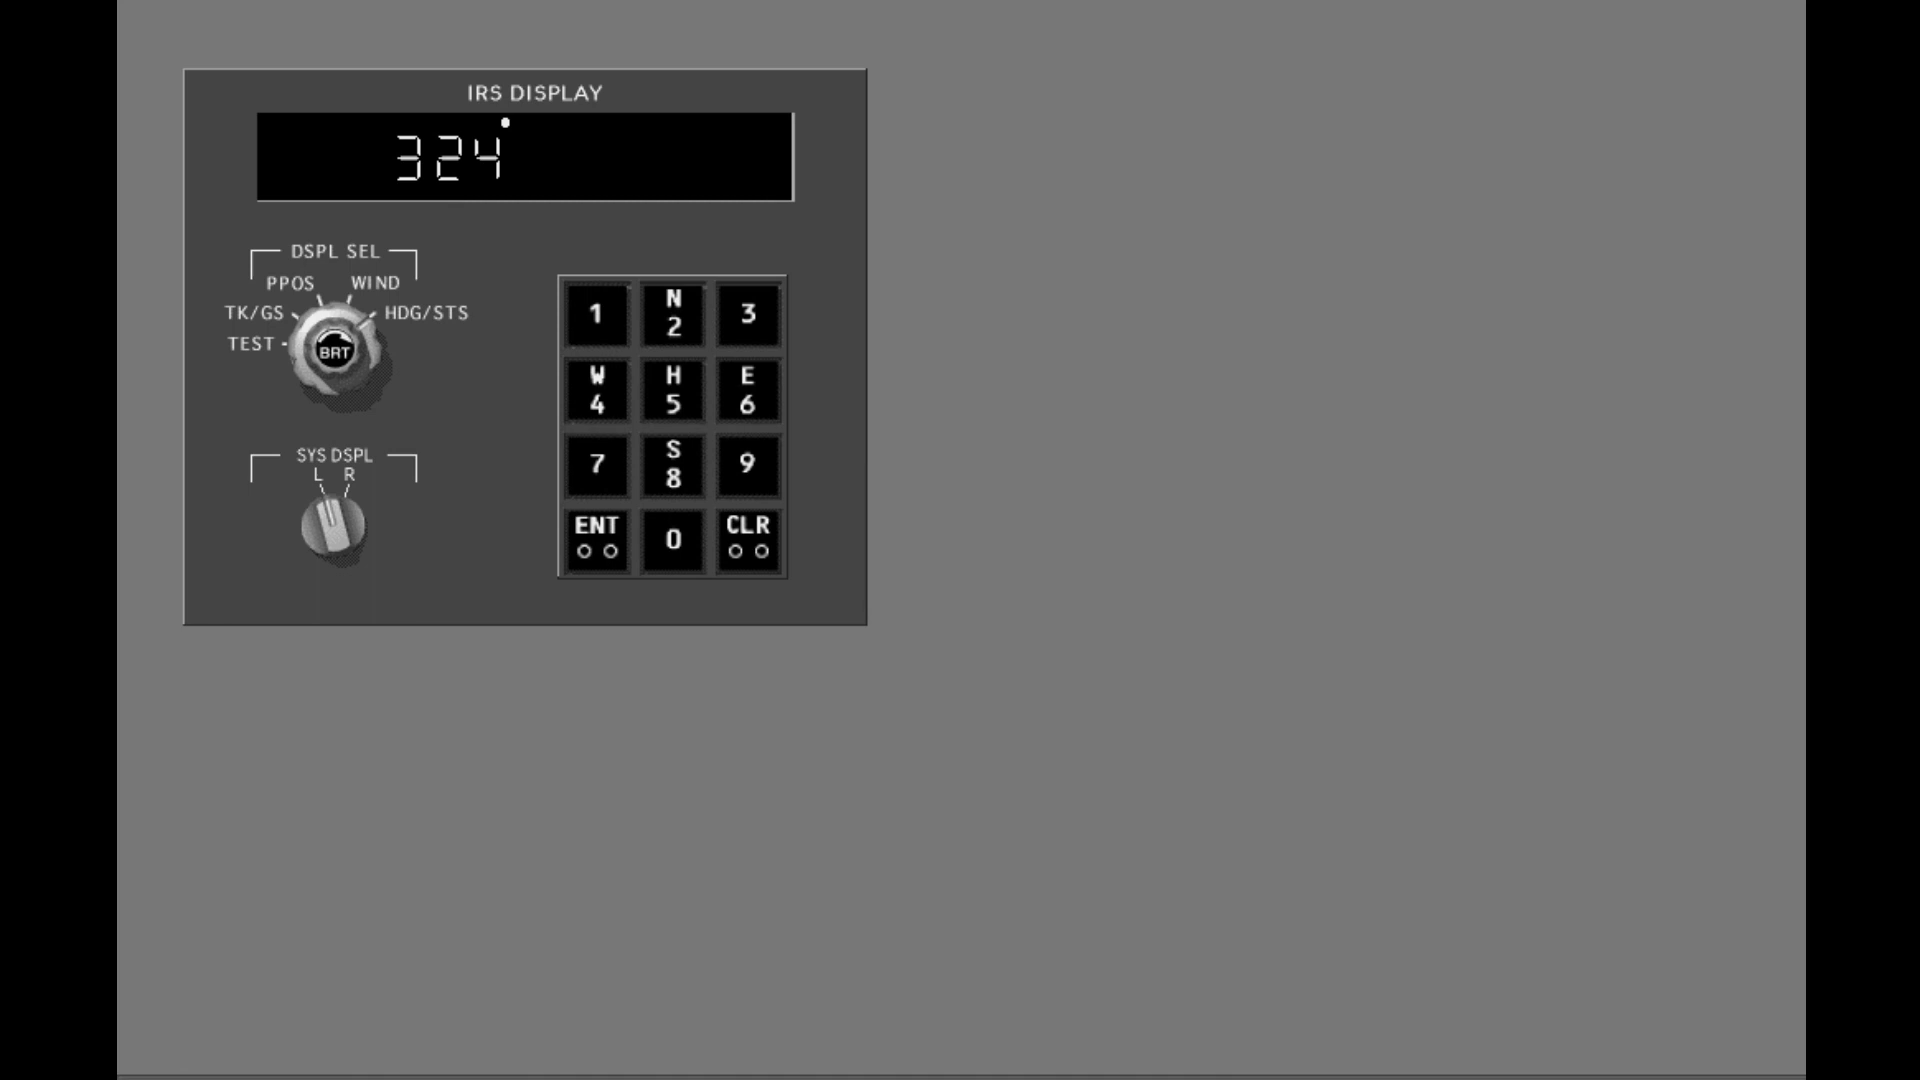 IRS DISPLAY
324°
DSPL SEL
PPOS WIND
TK/GS HDG/STS
TEST
BRT
SYS DSPL
L R
1 N 2 3
W 4 H 5 E 6
7 S 8 9
ENT 0 CLR